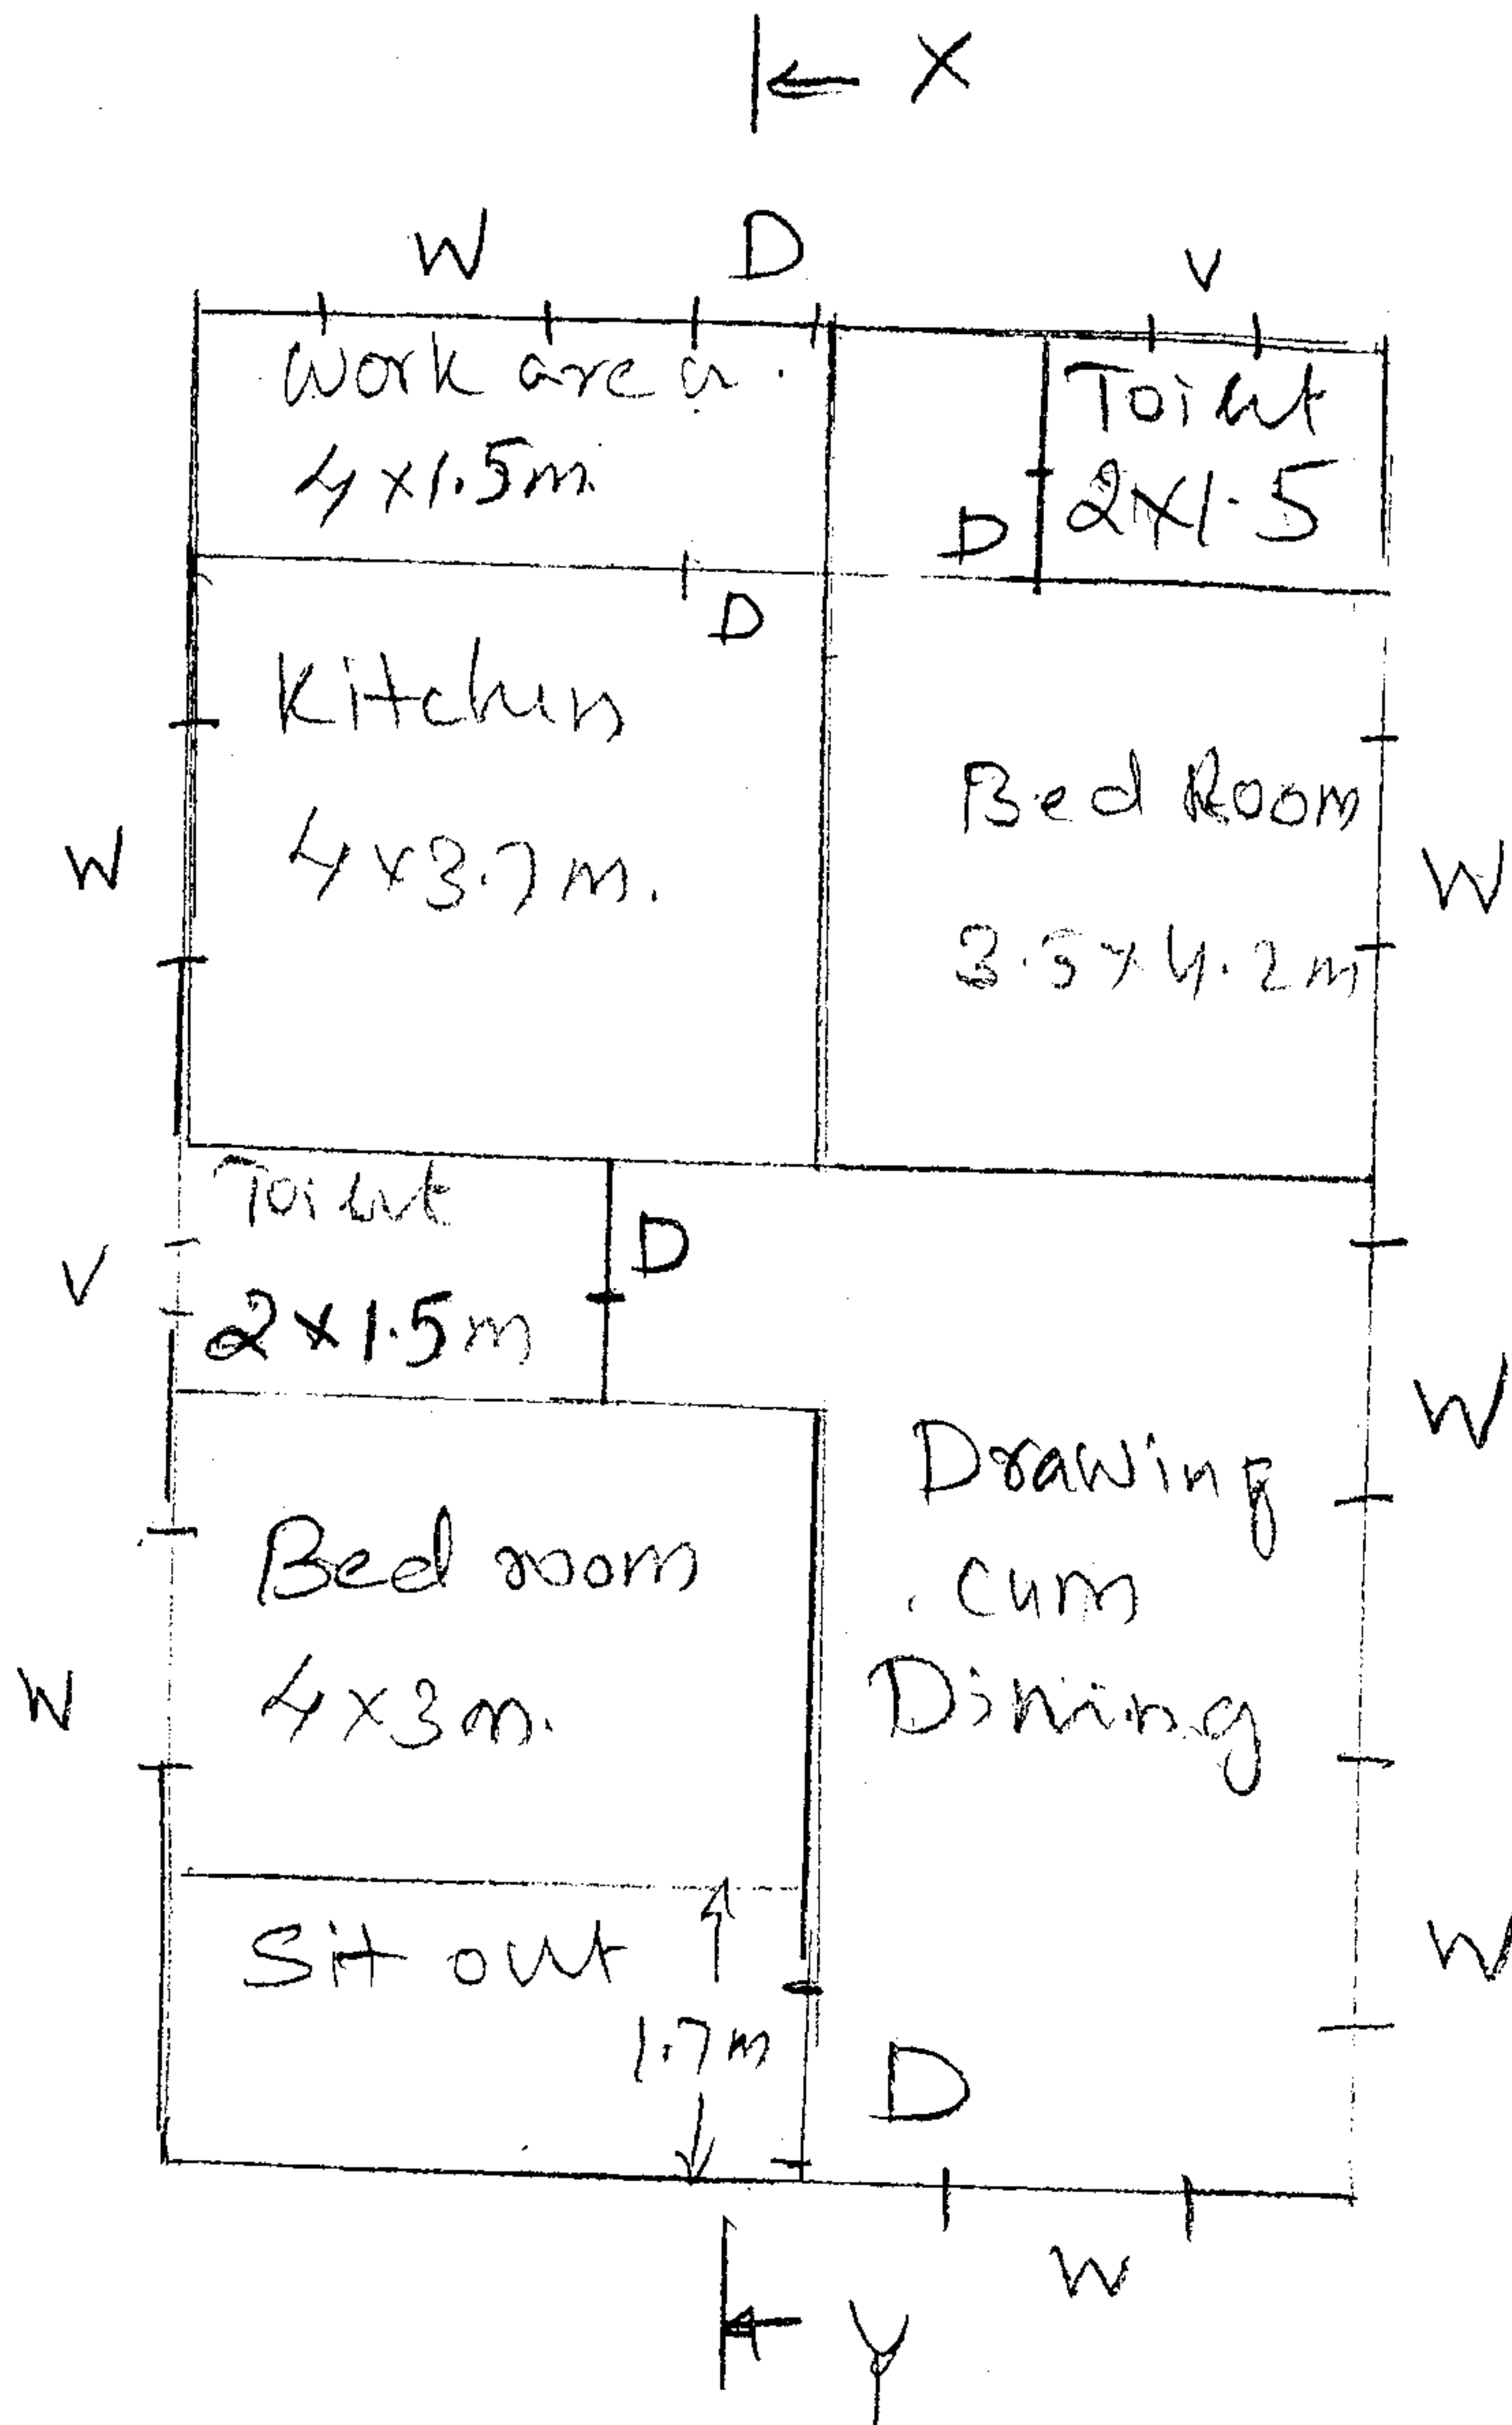 X
W
D
V
Work area.
4x1.5m.
Toilet
2x1.5
D
D
Kitchen
4x3.7m.
W
Bed Room
3.5x4.2m
W
Toilet
2x1.5m
D
V
W
Bed room
4x3m.
W
Drawing
cum
Dining
Sit out
1.7m
W
D
W
Y